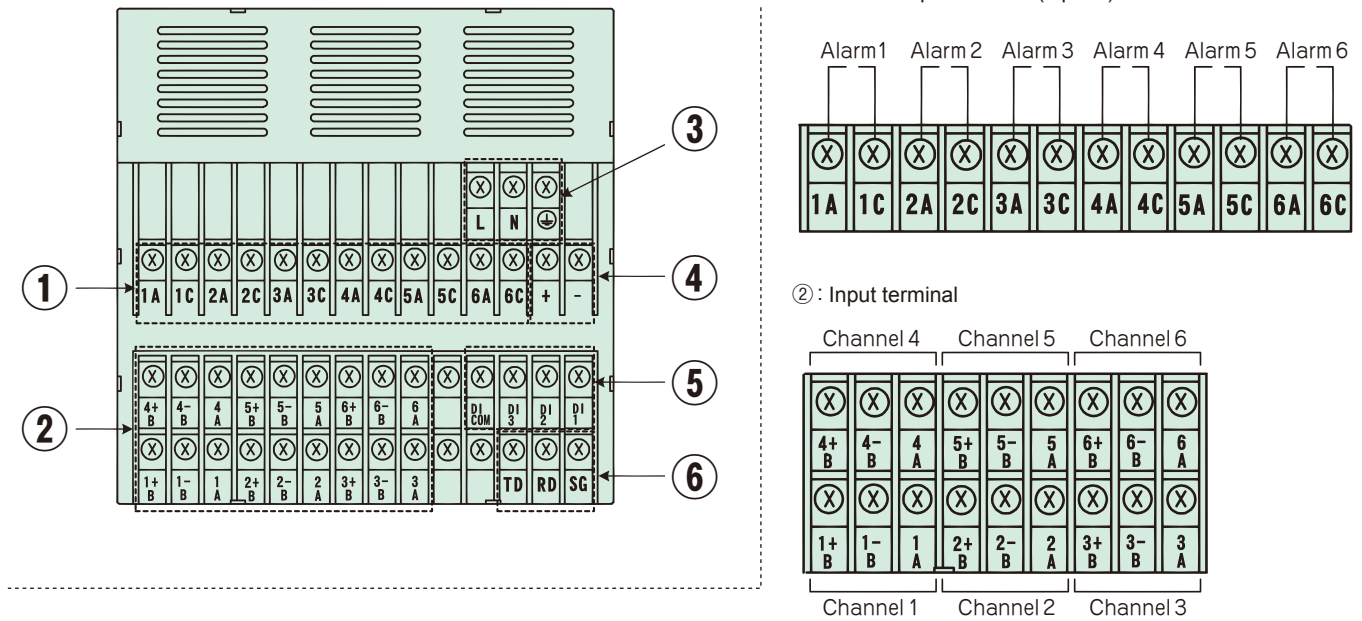 ③
L N
1A 1C 2A 2C 3A 3C 4A 4C 5A 5C 6A 6C + -
① ④
4+ 4- 4 5+ 5- 5 6+ 6- 6 DI DI DI DI
B B A B B A B B A COM 3 2 1
⑤
②
1+ 1- 1 2+ 2- 2 3+ 3- 3 TD RD SG
B B A B B A B B A
⑥
Alarm1 Alarm2 Alarm3 Alarm4 Alarm5 Alarm6
1A 1C 2A 2C 3A 3C 4A 4C 5A 5C 6A 6C
②: Input terminal
Channel 4 Channel 5 Channel 6
4+ 4- 4 5+ 5- 5 6+ 6- 6
B B A B B A B B A
1+ 1- 1 2+ 2- 2 3+ 3- 3
B B A B B A B B A
Channel 1 Channel 2 Channel 3